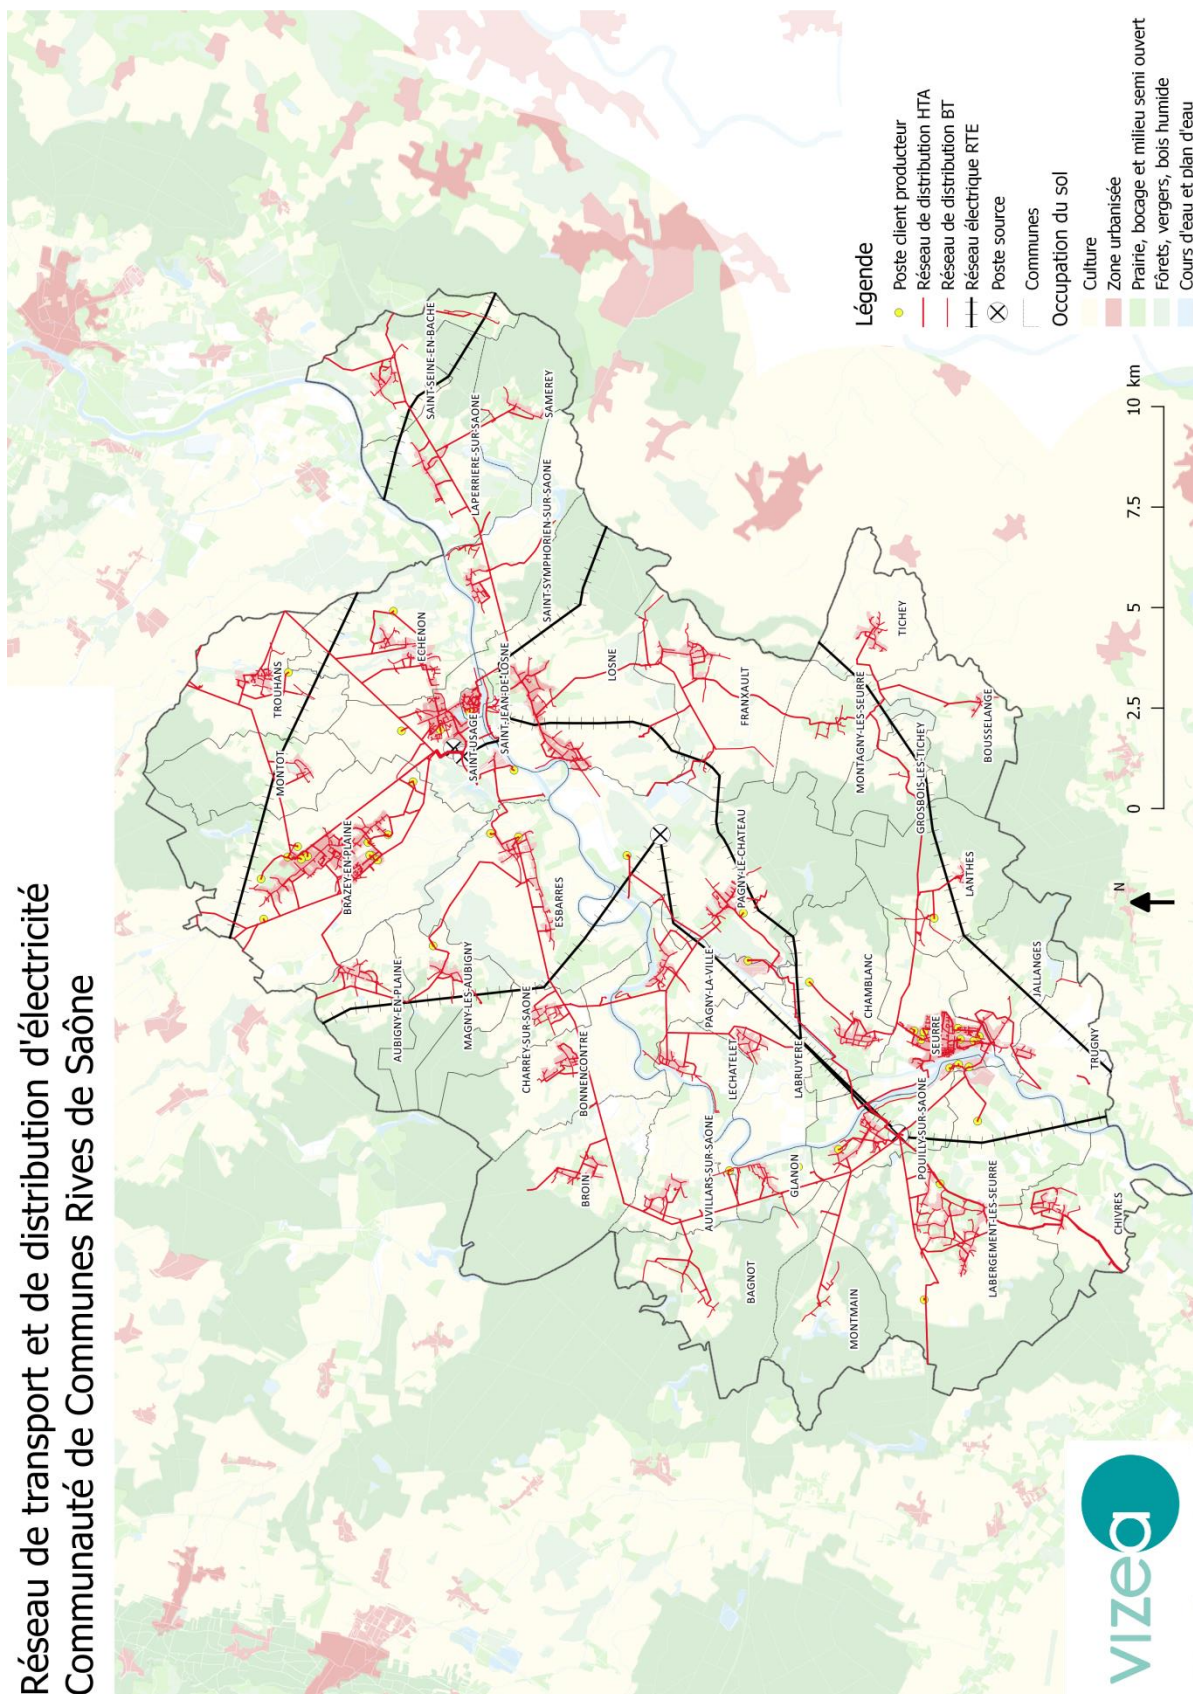 Réseau de transport et de distribution d'électricité
Communauté de Communes Rives de Saône
SAINT-SEINE-EN-BACHE
LAPERRIERE-SUR-SAONE
SAMEREY
SAINT-SYMPHORIEN-SUR-SAONE
TROUHANS
ECHENON
MONTOT
SAINT-USAGE
SAINT-JEAN-DE-LOSNE
LOSNE
BRAZEY-EN-PLAINE
ESBARRES
FRANXAULT
TICHEY
MONTAGNY-LES-SEURRE
BOUSSELANGE
GROSBOIS-LES-TICHEY
AUBIGNY-EN-PLAINE
MAGNY-LES-AUBIGNY
CHARREY-SUR-SAONE
PAGNY-LE-CHATEAU
LANTHES
BONNENCONTRE
PAGNY-LA-VILLE
CHAMBLANC
JALLANGES
BROIN
LECHATELET
LABRUYERE
SEURRE
TRUGNY
AUVILLARS-SUR-SAONE
GLANON
POUILLY-SUR-SAONE
BAGNOT
MONTMAIN
LABERGEMENT-LES-SEURRE
CHIVRES
N
0 2.5 5 7.5 10 km
Légende
Poste client producteur
Réseau de distribution HTA
Réseau de distribution BT
Réseau électrique RTE
Poste source
Communes
Occupation du sol
Culture
Zone urbanisée
Prairie, bocage et milieu semi ouvert
Fôrets, vergers, bois humide
Cours d'eau et plan d'eau
vizea